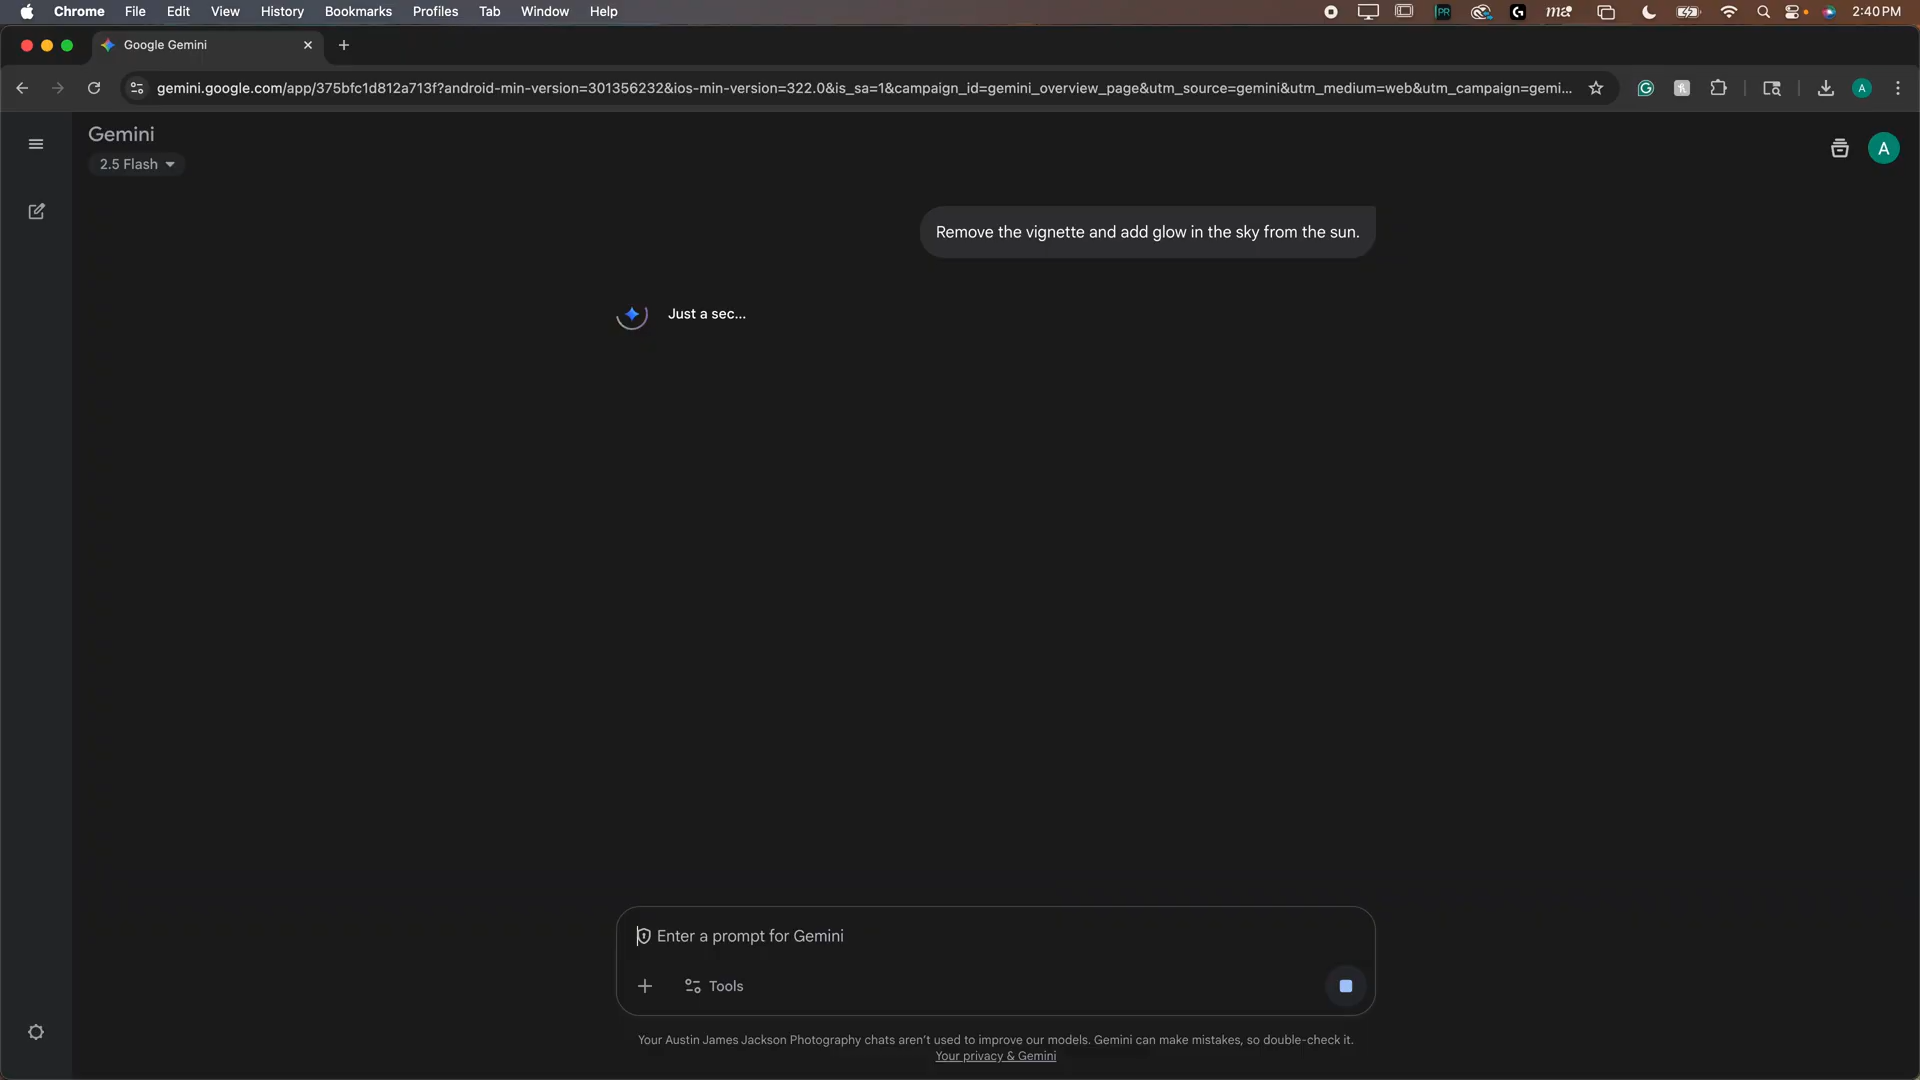 Chrome File Edit View History Bookmarks Profiles Tab Window Help PR 2:40 PM
Google Gemini
gemini.google.com/app/375bfc1d812a713f?android-min-version=301356232&ios-min-version=322.0&is_sa=1&campaign_id=gemini_overview_page&utm_source=gemini&utm_medium=web&utm_campaign=gemi... A
Gemini
2.5 Flash
A
Remove the vignette and add glow in the sky from the sun.
Just a sec...
Enter a prompt for Gemini
Tools
Your Austin James Jackson Photography chats aren't used to improve our models. Gemini can make mistakes, so double-check it.
Your privacy & Gemini